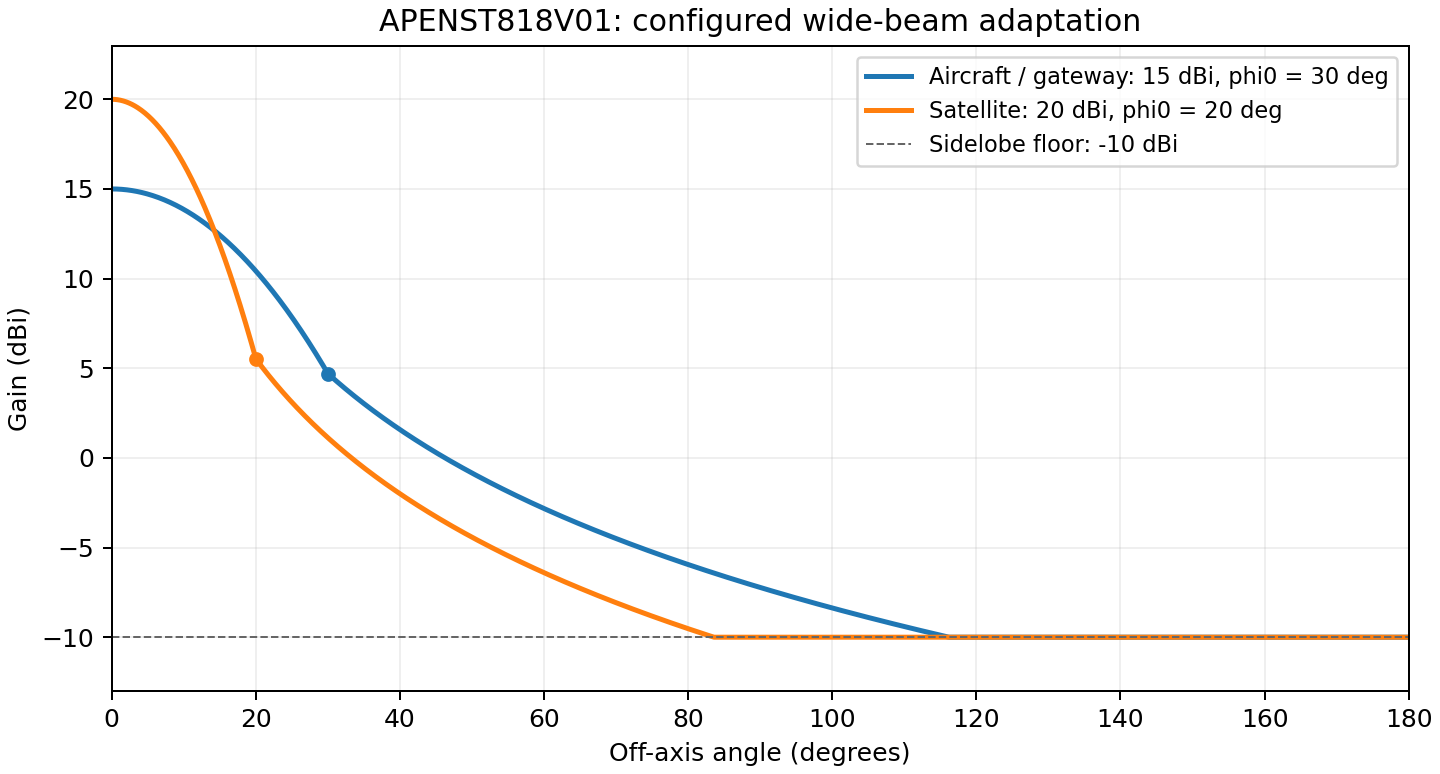 APENST818V01: configured wide-beam adaptation
Aircraft / gateway: 15 dBi, phi0 = 30 deg
Satellite: 20 dBi, phi0 = 20 deg
Sidelobe floor: -10 dBi
Gain (dBi)
20
15
10
5
0
−5
−10
0 20 40 60 80 100 120 140 160 180
Off-axis angle (degrees)